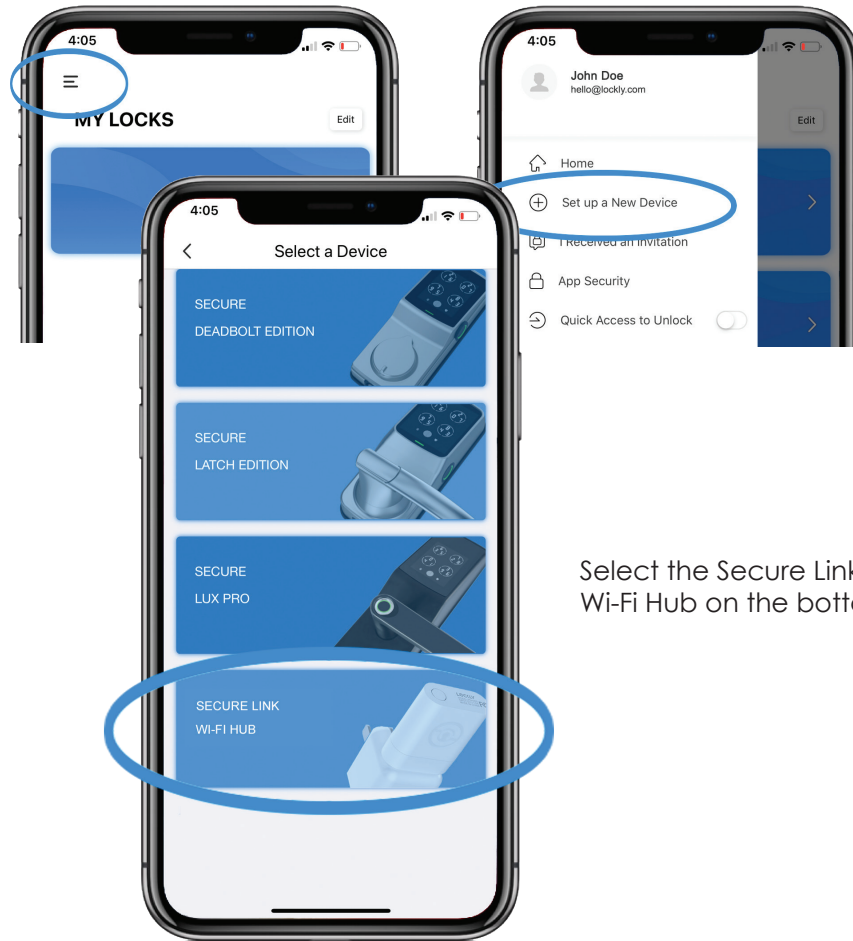 4:05
MY LOCKS
Edit
4:05
John Doe
hello@lockly.com
Edit
Home
Set up a New Device
I Received an Invitation
App Security
Quick Access to Unlock
4:05
Select a Device
SECURE
DEADBOLT EDITION
SECURE
LATCH EDITION
SECURE
LUX PRO
SECURE LINK
WI-FI HUB
Select the Secure Link
Wi-Fi Hub on the botto